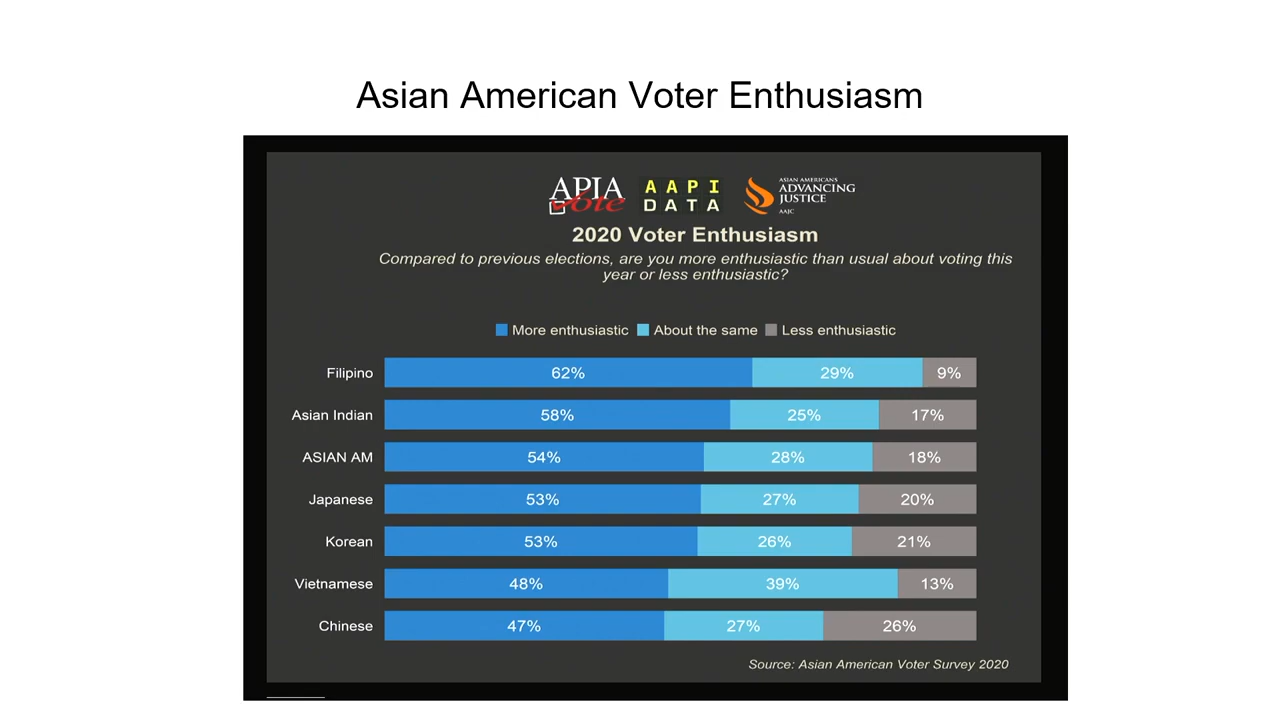 Asian American Voter Enthusiasm
APIA Vote
AAPI DATA
ASIAN AMERICANS
ADVANCING
JUSTICE
AAJC
2020 Voter Enthusiasm
Compared to previous elections, are you more enthusiastic than usual about voting this
year or less enthusiastic?
More enthusiastic About the same Less enthusiastic
Filipino 62% 29% 9%
Asian Indian 58% 25% 17%
ASIAN AM 54% 28% 18%
Japanese 53% 27% 20%
Korean 53% 26% 21%
Vietnamese 48% 39% 13%
Chinese 47% 27% 26%
Source: Asian American Voter Survey 2020